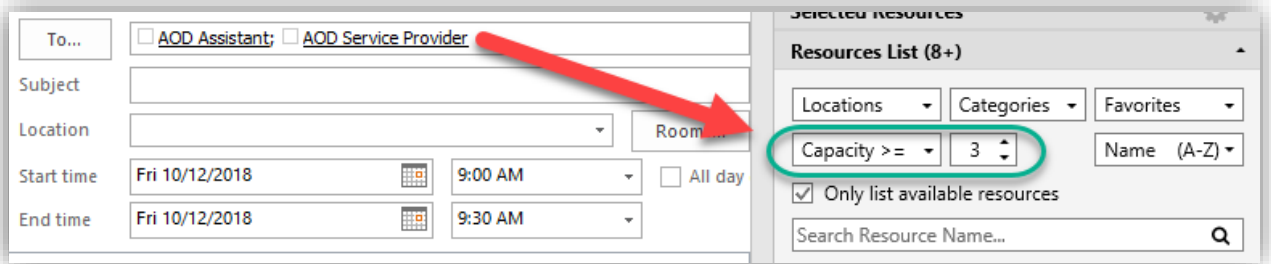 To...
AOD Assistant; AOD Service Provider
Subject
Location
Room
Start time
Fri 10/12/2018
9:00 AM
All day
End time
Fri 10/12/2018
9:30 AM
Selected Resources
Resources List (8+)
Locations
Categories
Favorites
Capacity >=
3
Name (A-Z)
Only list available resources
Search Resource Name...